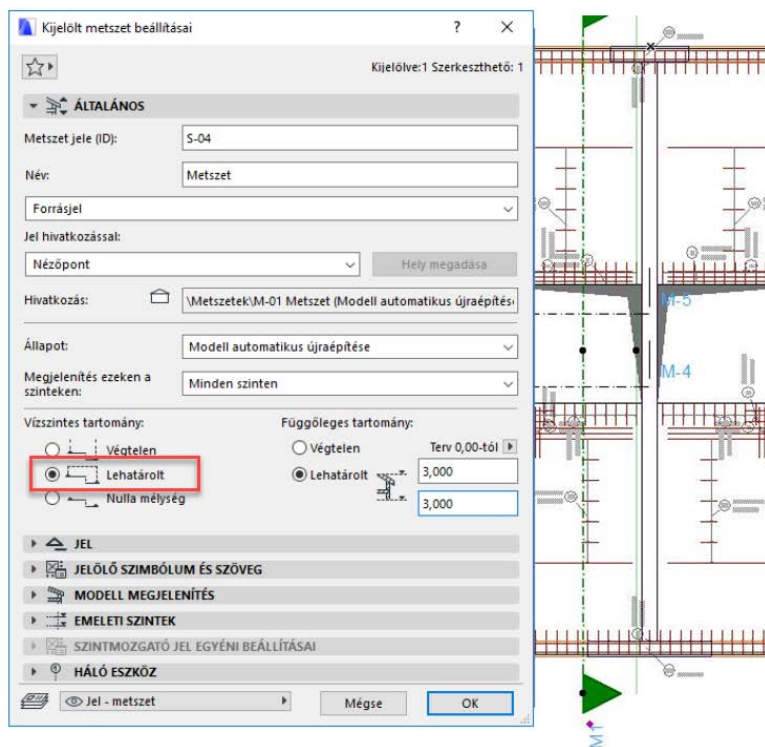 Kijelölt metszet beállításai
?
Kijelölve:1 Szerkeszthető: 1
ÁLTALÁNOS
Metszet jele (ID):
S-04
Név:
Metszet
Forrásjel
Jel hivatkozással:
Nézőpont
Hely megadása
Hivatkozás:
\Metszetek\M-01 Metszet (Modell automatikus újraépítés
Állapot:
Modell automatikus újraépítése
Megjelenítés ezeken a
szinteken:
Minden szinten
Vízszintes tartomány:
Függőleges tartomány:
Végtelen
Végtelen
Terv 0,00-tól
Lehatárolt
Lehatárolt
3,000
Nulla mélység
3,000
JEL
JELÖLŐ SZIMBÓLUM ÉS SZÖVEG
MODELL MEGJELENÍTÉS
EMELETI SZINTEK
SZINTMOZGATÓ JEL EGYÉNI BEÁLLÍTÁSAI
HÁLÓ ESZKÖZ
Jel - metszet
Mégse
OK
M-5
M-4
M1